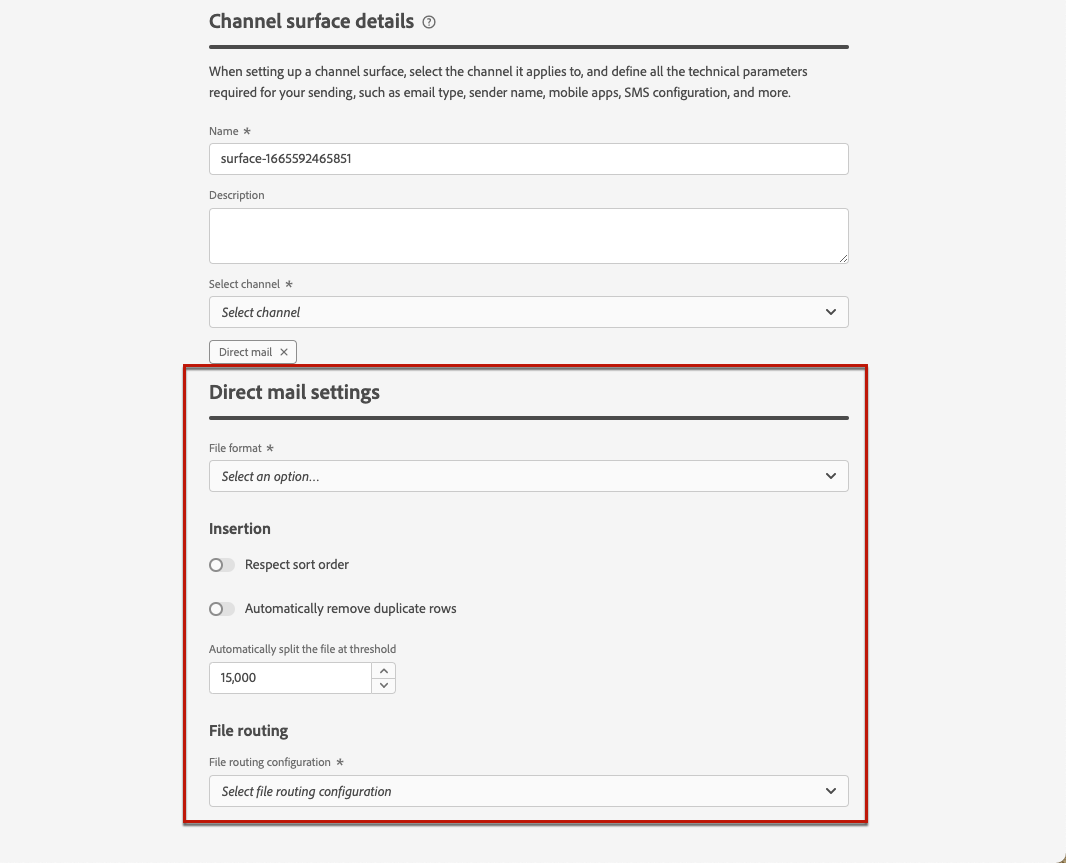 Channel surface details ?
When setting up a channel surface, select the channel it applies to, and define all the technical parameters
required for your sending, such as email type, sender name, mobile apps, SMS configuration, and more.
Name *
surface-1665592465851
Description
Select channel *
Select channel
Direct mail ×
Direct mail settings
File format *
Select an option...
Insertion
Respect sort order
Automatically remove duplicate rows
Automatically split the file at threshold
15,000
File routing
File routing configuration *
Select file routing configuration